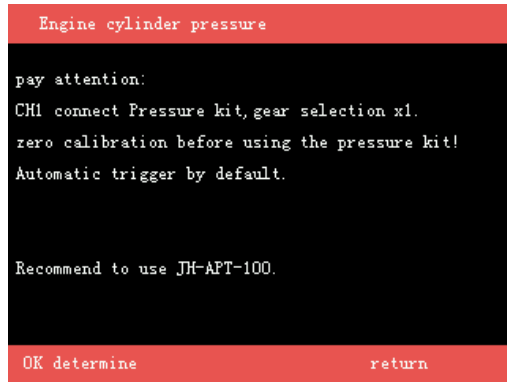 Engine cylinder pressure
pay attention:
CH1 connect Pressure kit,gear selection x1.
zero calibration before using the pressure kit!
Automatic trigger by default.
Recommend to use JH-APT-100.
OK determine return